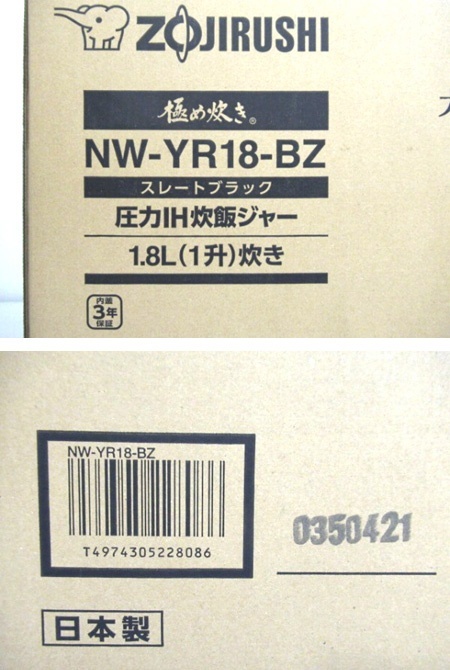 ZOJIRUSHI
極め炊き®
NW-YR18-BZ
スレートブラック
圧力IH炊飯ジャー
1.8L(1升)炊き
内釜
3年
保証
NW-YR18-BZ
T4974305228086
0350421
日本製